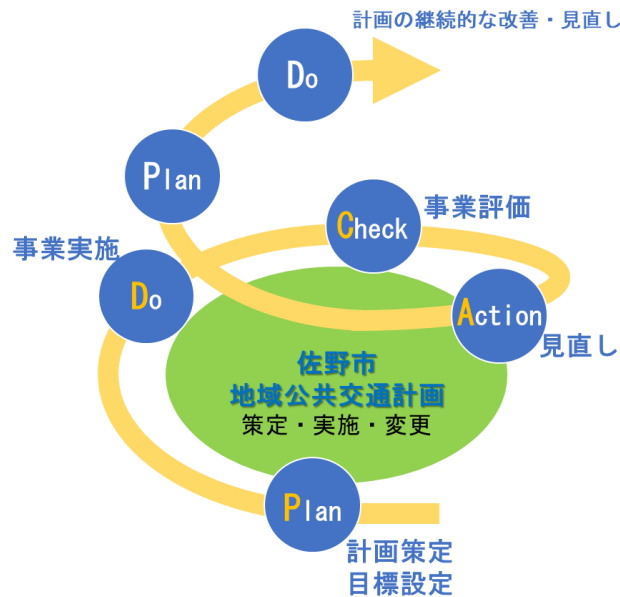 計画の継続的な改善・見直し
Do
Plan
Check
事業評価
事業実施
Do
Action
見直し
佐野市
地域公共交通計画
策定・実施・変更
Plan
計画策定
目標設定